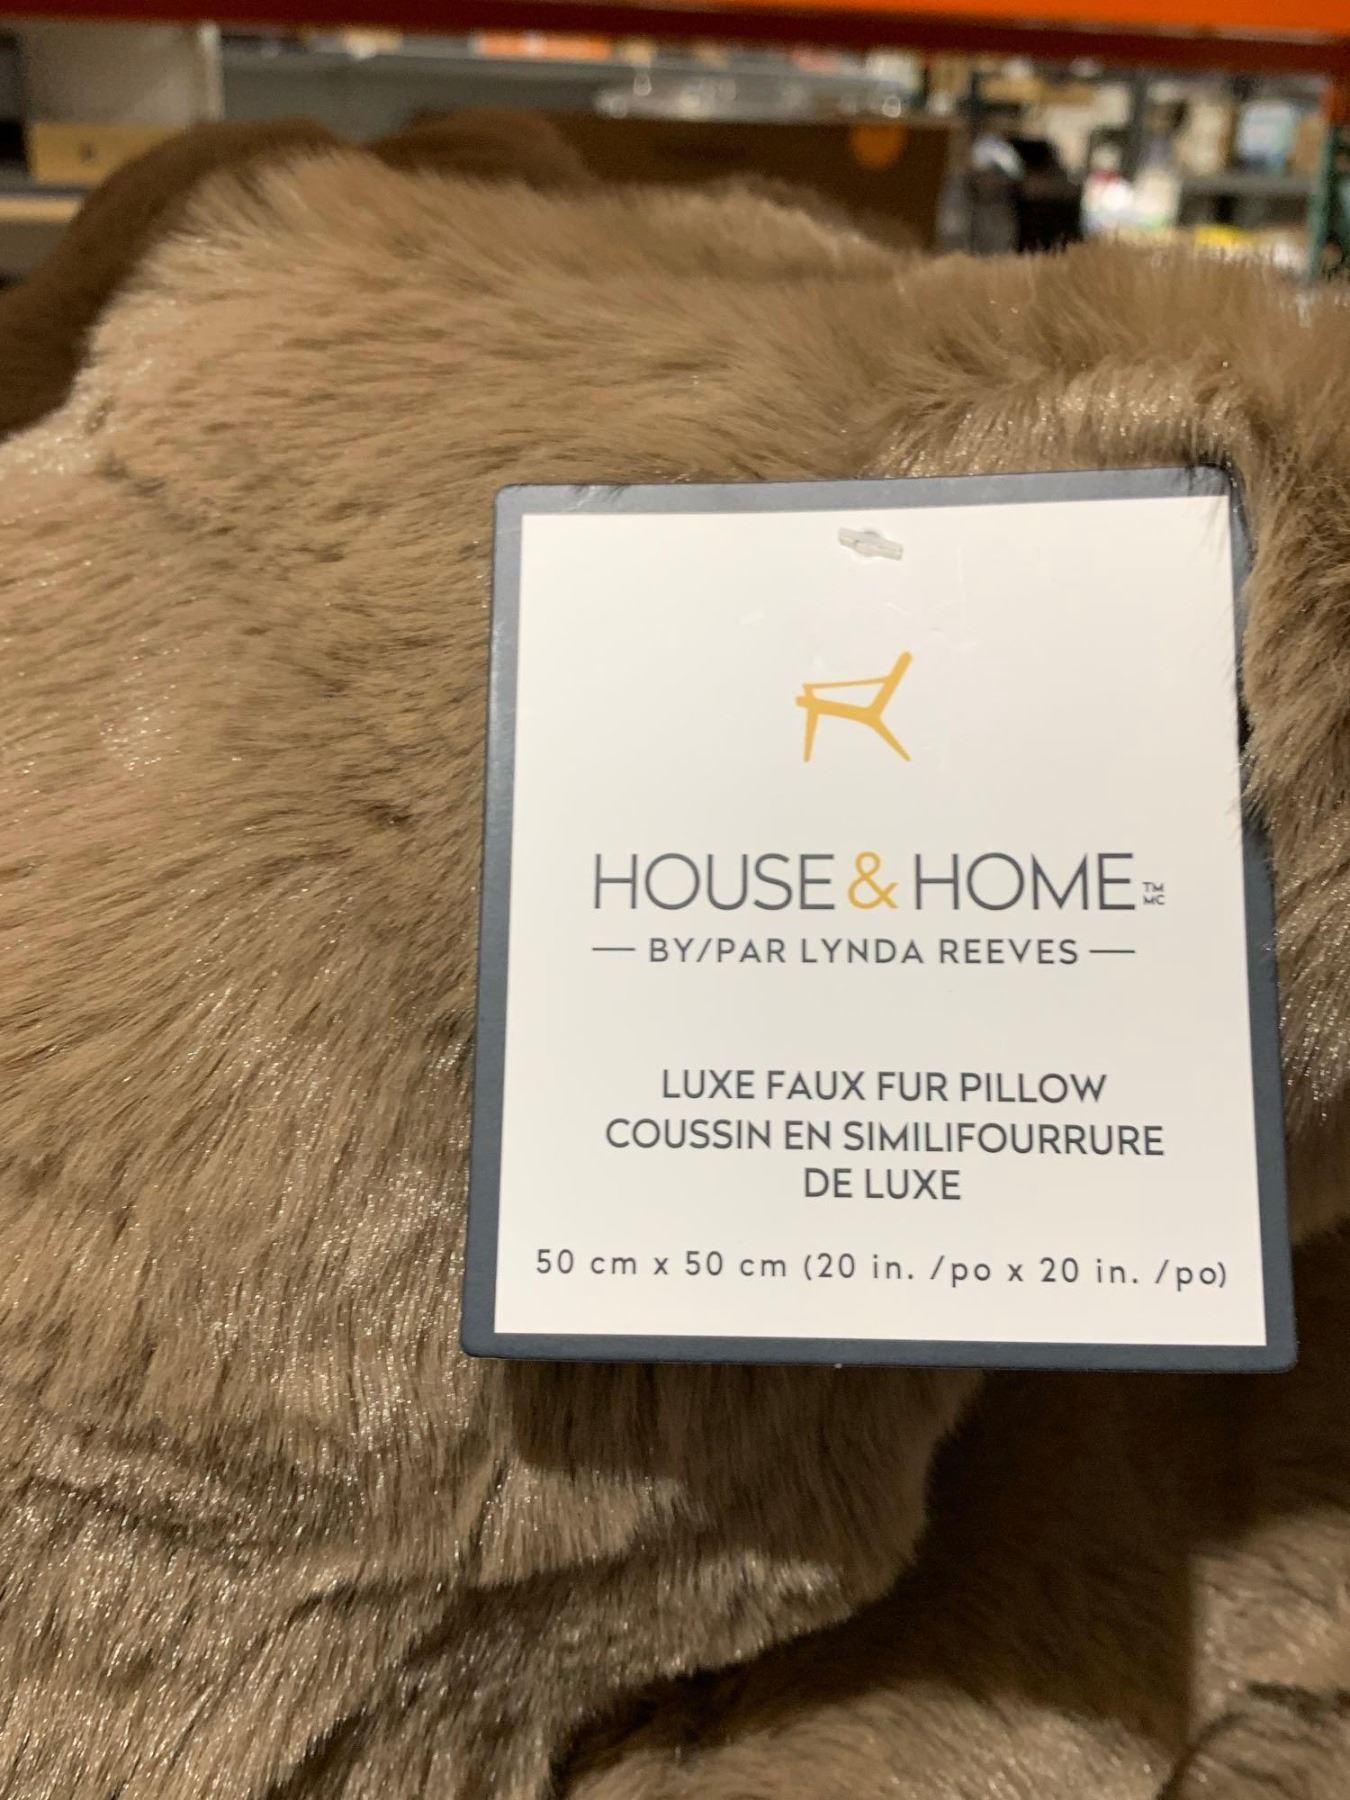 HOUSE & HOME TM MC
— BY/PAR LYNDA REEVES —
LUXE FAUX FUR PILLOW
COUSSIN EN SIMILIFOURRURE
DE LUXE
50 cm x 50 cm (20 in. /po x 20 in. /po)